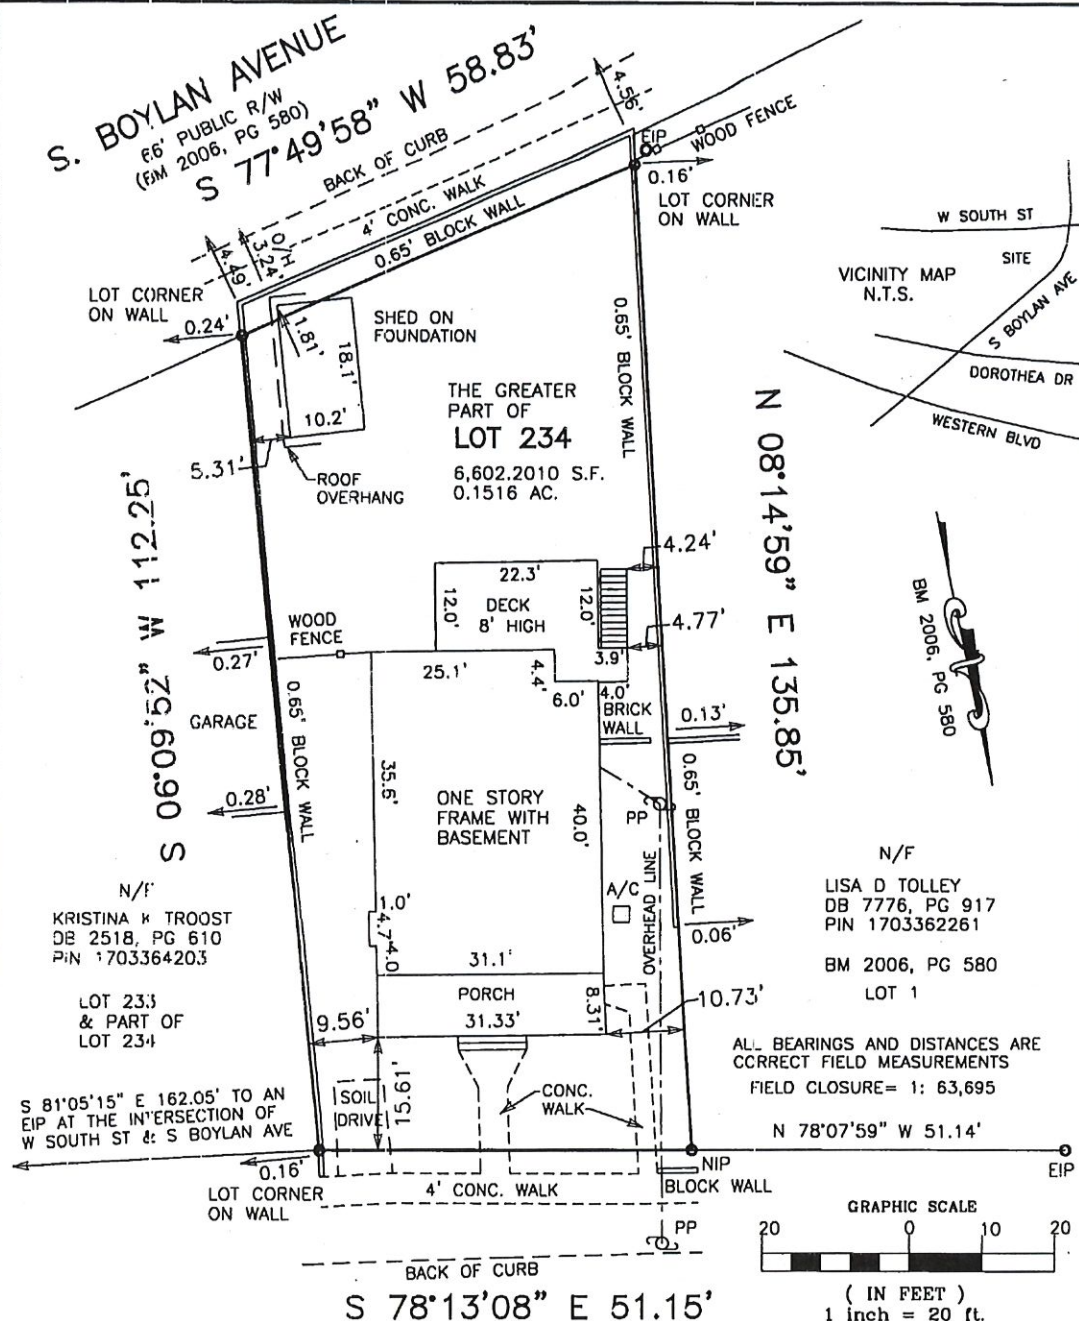 S. BOYLAN AVENUE
66' PUBLIC R/W
(BM 2006, PG 580)
S 77°49'58" W 58.83'
BACK OF CURB
4' CONC. WALK
0.65' BLOCK WALL
4.56'
EIP
WOOD FENCE
0.16'
LOT CORNER
ON WALL
O/H
3.24'
4.49'
LOT CORNER
ON WALL
0.24'
1.81'
18.1'
10.2'
SHED ON
FOUNDATION
5.31'
ROOF
OVERHANG
THE GREATER
PART OF
LOT 234
6,602.2010 S.F.
0.1516 AC.
0.65' BLOCK WALL
W SOUTH ST
SITE
VICINITY MAP
N.T.S.
S BOYLAN AVE
DOROTHEA DR
WESTERN BLVD
S 06°09'52" W 112.25'
N 08°14'59" E 135.85'
BM 2006, PG 580
22.3'
12.0'
DECK
8' HIGH
12.0'
4.24'
4.77'
3.9'
WOOD
FENCE
0.27'
25.1'
4.4'
6.0'
4.0'
BRICK
WALL
0.13'
GARAGE
0.65' BLOCK WALL
0.28'
35.6'
ONE STORY
FRAME WITH
BASEMENT
40.0'
PP
0.65' BLOCK WALL
A/C
OVERHEAD LINE
0.06'
N/F
KRISTINA K TROOST
DB 2518, PG 610
PIN 1703364203
LOT 233
& PART OF
LOT 234
N/F
LISA D TOLLEY
DB 7776, PG 917
PIN 1703362261
BM 2006, PG 580
LOT 1
1.0'
4.7'
4.0
31.1'
PORCH
31.33'
8.31'
10.73'
9.56'
15.61'
SOIL
DRIVE
CONC.
WALK
ALL BEARINGS AND DISTANCES ARE
CORRECT FIELD MEASUREMENTS
FIELD CLOSURE= 1: 63,695
S 81°05'15" E 162.05' TO AN
EIP AT THE INTERSECTION OF
W SOUTH ST & S BOYLAN AVE
N 78°07'59" W 51.14'
0.16'
LOT CORNER
ON WALL
4' CONC. WALK
NIP
BLOCK WALL
EIP
PP
BACK OF CURB
S 78°13'08" E 51.15'
GRAPHIC SCALE
20 0 10 20
( IN FEET )
1 inch = 20 ft.